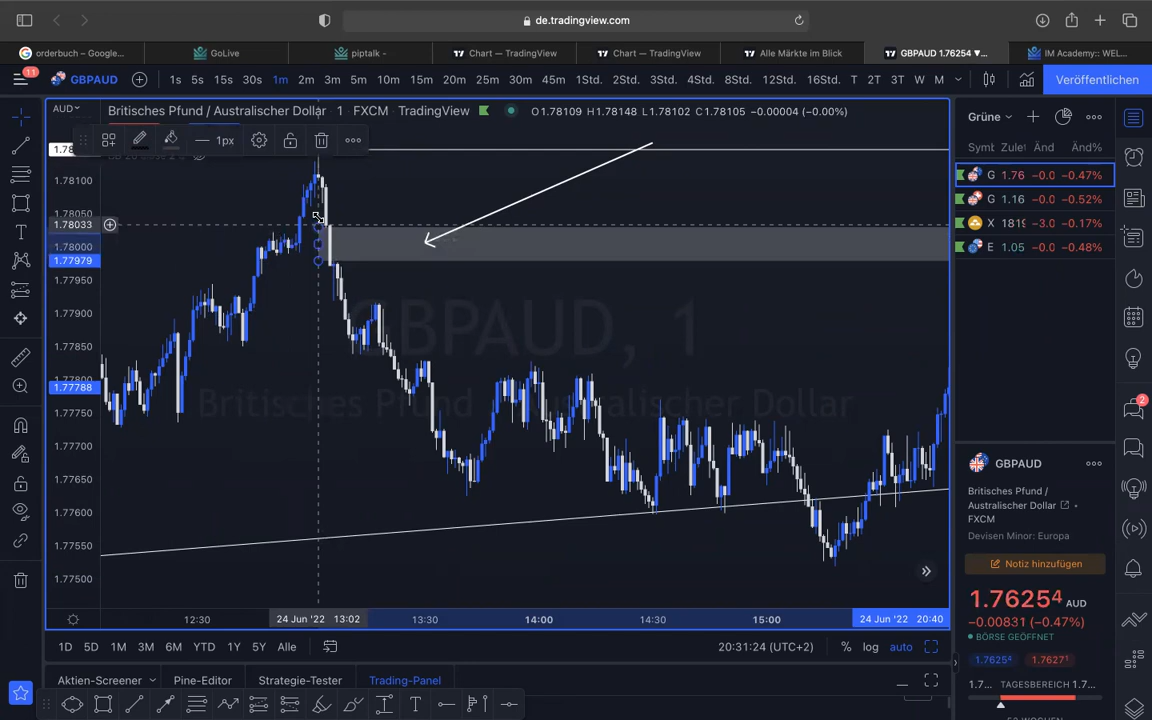 de.tradingview.com
orderbuch – Google...
GoLive
piptalk -
Chart — TradingView
Chart — TradingView
Alle Märkte im Blick
GBPAUD 1.76254 ▼...
IM Academy:: WEL...
11
GBPAUD
1s 5s 15s 30s 1m 2m 3m 5m 10m 15m 20m 25m 30m 45m 1Std. 2Std. 3Std. 4Std. 8Std. 12Std. 16Std. T 2T 3T W M
Veröffentlichen
AUD
Britisches Pfund / Australischer Dollar · 1 · FXCM · TradingView
O1.78109 H1.78148 L1.78102 C1.78105 −0.00004 (−0.00%)
Grüne
1px
Symt Zulet Änd Änd%
1.78100
1.78050
1.78033
1.78000
1.77979
1.77950
1.77900
1.77850
1.77788
1.77750
1.77700
1.77650
1.77600
1.77550
1.77500
G 1.76 −0.0 −0.47%
G 1.16 −0.0 −0.52%
X 1819 −3.0 −0.17%
E 1.05 −0.0 −0.48%
GBPAUD, 1
Britisches Pfund / Australischer Dollar
2
GBPAUD
Britisches Pfund /
Australischer Dollar
FXCM
Devisen Minor: Europa
Notiz hinzufügen
1.76254 AUD
−0.00831 (−0.47%)
BÖRSE GEÖFFNET
1.76254 1.76271
1.7... TAGESBEREICH 1.7...
12:30
24 Jun '22 13:02
13:30
14:00
14:30
15:00
24 Jun '22 20:40
1D 5D 1M 3M 6M YTD 1Y 5Y Alle
20:31:24 (UTC+2)
% log auto
Aktien-Screener
Pine-Editor
Strategie-Tester
Trading-Panel